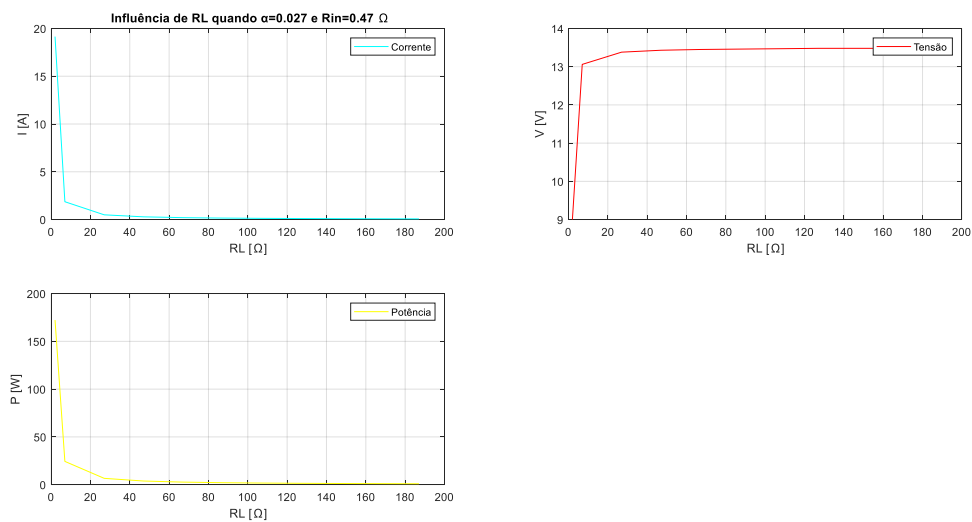 Influência de RL quando α=0.027 e Rin=0.47 Ω
20
15
10
5
0
I [A]
Corrente
0 20 40 60 80 100 120 140 160 180 200
RL [Ω]
14
13
12
11
10
9
V [V]
Tensão
0 20 40 60 80 100 120 140 160 180 200
RL [Ω]
200
150
100
50
0
P [W]
Potência
0 20 40 60 80 100 120 140 160 180 200
RL [Ω]